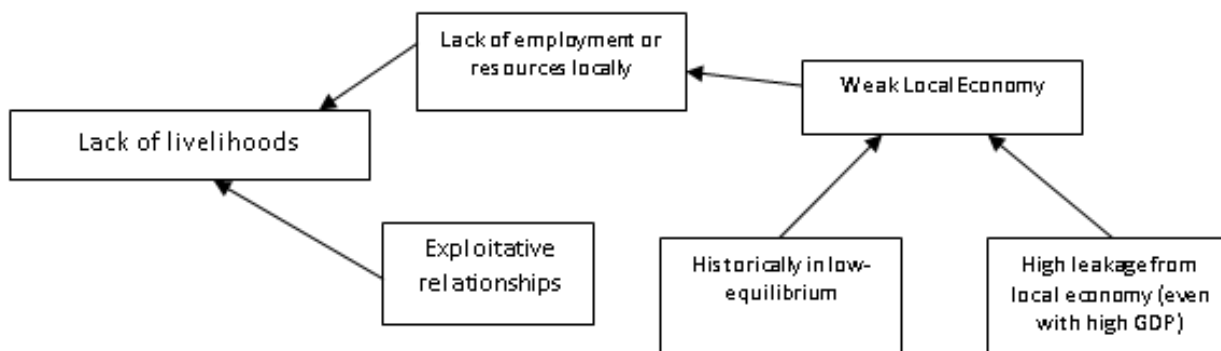 Lack of employment or
resources locally
Weak Local Economy
Lack of livelihoods
Exploitative
relationships
Historically in low-
equilibrium
High leakage from
local economy (even
with high GDP)